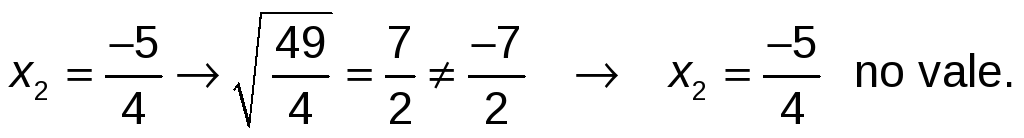 x₂ = –5/4 → √(49/4) = 7/2 ≠ –7/2 → x₂ = –5/4 no vale.